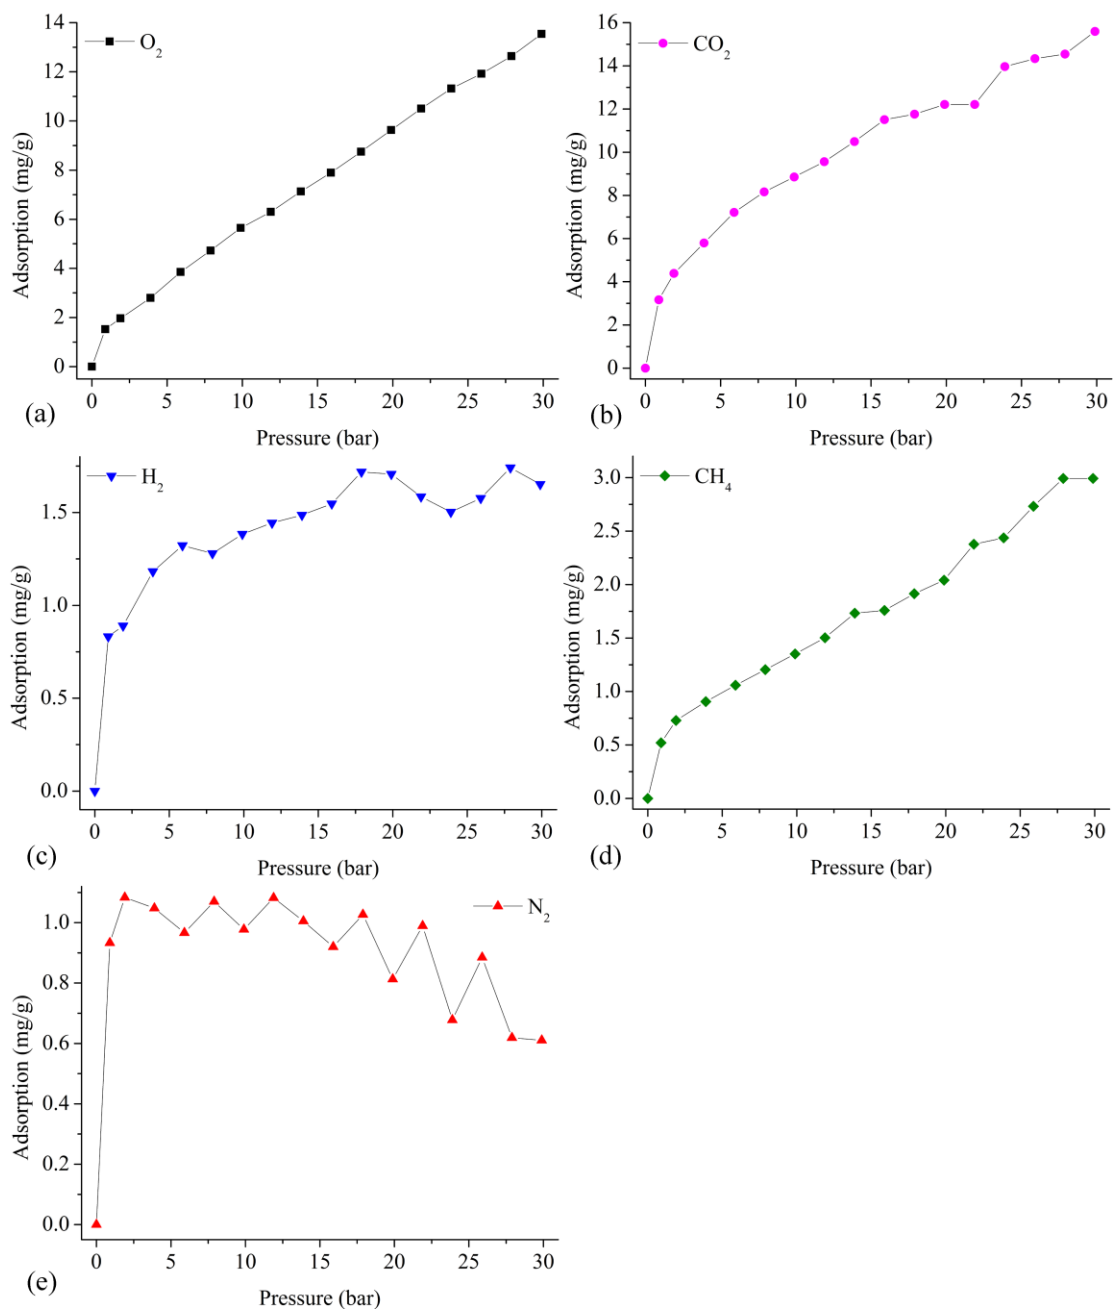 O₂
14
12
10
8
6
4
2
0
Adsorption (mg/g)
0 5 10 15 20 25 30
Pressure (bar)
(a)
CO₂
16
14
12
10
8
6
4
2
0
Adsorption (mg/g)
0 5 10 15 20 25 30
Pressure (bar)
(b)
H₂
1.5
1.0
0.5
0.0
Adsorption (mg/g)
0 5 10 15 20 25 30
Pressure (bar)
(c)
CH₄
3.0
2.5
2.0
1.5
1.0
0.5
0.0
Adsorption (mg/g)
0 5 10 15 20 25 30
Pressure (bar)
(d)
N₂
1.0
0.8
0.6
0.4
0.2
0.0
Adsorption (mg/g)
0 5 10 15 20 25 30
Pressure (bar)
(e)